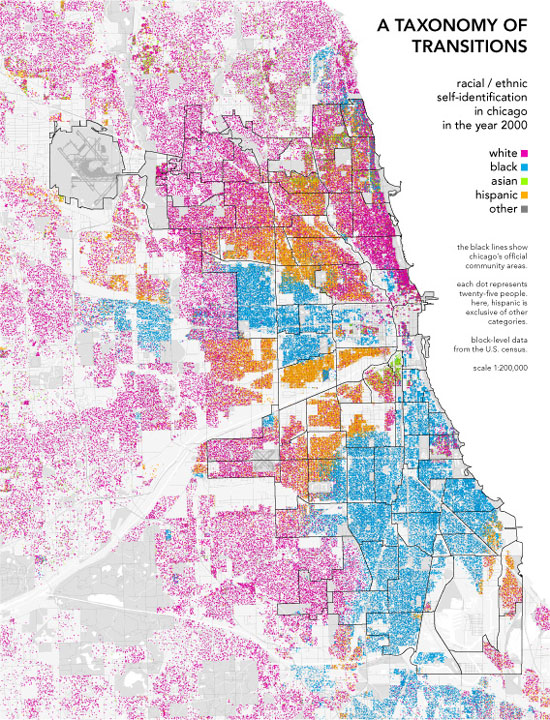 A TAXONOMY OF
TRANSITIONS
racial / ethnic
self-identification
in chicago
in the year 2000
white
black
asian
hispanic
other
the black lines show
chicago's official
community areas.
each dot represents
twenty-five people.
here, hispanic is
exclusive of other
categories.
block-level data
from the U.S. census.
scale 1:200,000